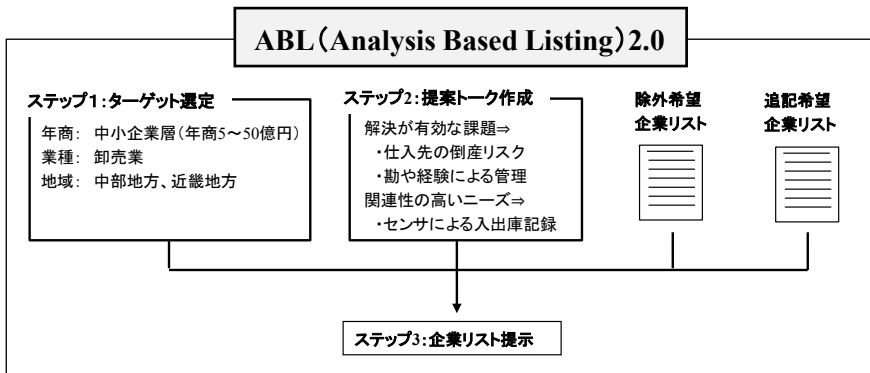 ABL(Analysis Based Listing)2.0
ステップ1:ターゲット選定
年商: 中小企業層(年商5〜50億円)
業種: 卸売業
地域: 中部地方、近畿地方
ステップ2:提案トーク作成
解決が有効な課題⇒
・仕入先の倒産リスク
・勘や経験による管理
関連性の高いニーズ⇒
・センサによる入出庫記録
除外希望
企業リスト
追記希望
企業リスト
ステップ3:企業リスト提示